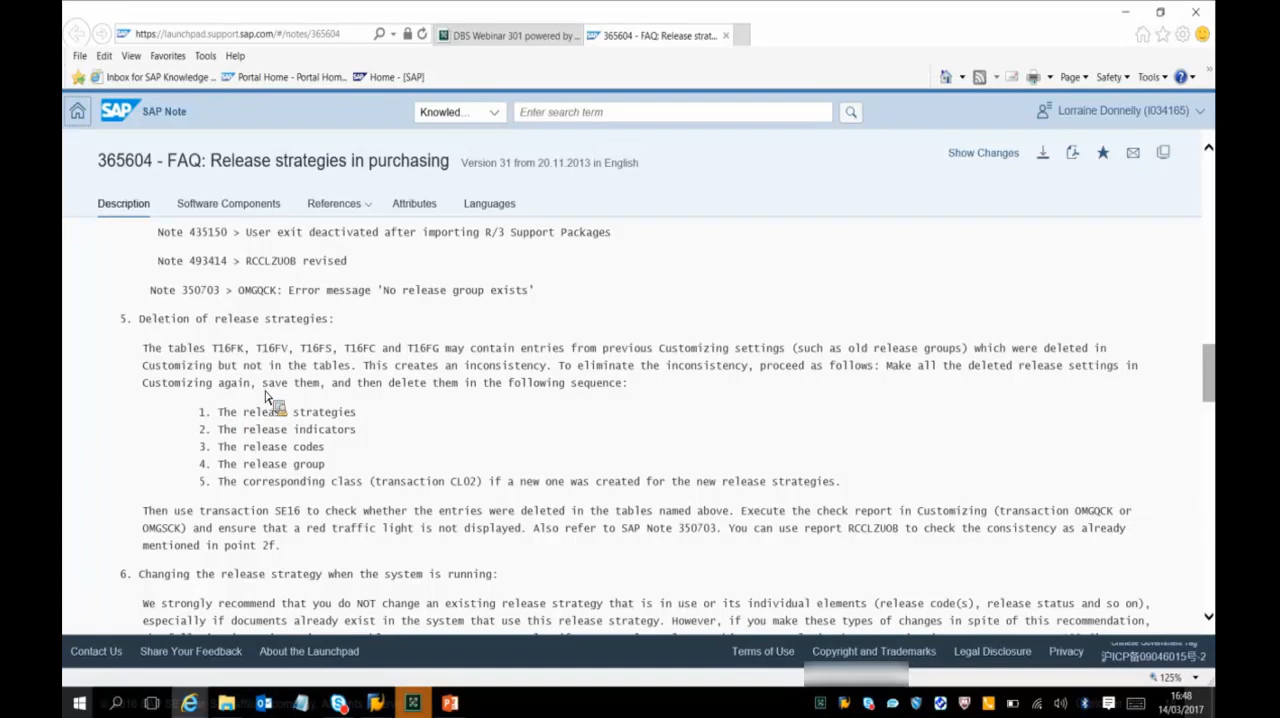 https://launchpad.support.sap.com/#/notes/365604
DBS Webinar 301 powered by ...
365604 - FAQ: Release strat...
File Edit View Favorites Tools Help
Inbox for SAP Knowledge ... Portal Home - Portal Hom... Home - [SAP]
Page Safety Tools
SAP SAP Note
Knowled...
Enter search term
Lorraine Donnelly (I034165)
365604 - FAQ: Release strategies in purchasing Version 31 from 20.11.2013 in English
Show Changes
Description Software Components References Attributes Languages
Note 435150 > User exit deactivated after importing R/3 Support Packages
Note 493414 > RCCLZUOB revised
Note 350703 > OMGQCK: Error message 'No release group exists'
5. Deletion of release strategies:
The tables T16FK, T16FV, T16FS, T16FC and T16FG may contain entries from previous Customizing settings (such as old release groups) which were deleted in
Customizing but not in the tables. This creates an inconsistency. To eliminate the inconsistency, proceed as follows: Make all the deleted release settings in
Customizing again, save them, and then delete them in the following sequence:
1. The release strategies
2. The release indicators
3. The release codes
4. The release group
5. The corresponding class (transaction CL02) if a new one was created for the new release strategies.
Then use transaction SE16 to check whether the entries were deleted in the tables named above. Execute the check report in Customizing (transaction OMGQCK or
OMGSCK) and ensure that a red traffic light is not displayed. Also refer to SAP Note 350703. You can use report RCCLZUOB to check the consistency as already
mentioned in point 2f.
6. Changing the release strategy when the system is running:
We strongly recommend that you do NOT change an existing release strategy that is in use or its individual elements (release code(s), release status and so on),
especially if documents already exist in the system that use this release strategy. However, if you make these types of changes in spite of this recommendation,
Contact Us Share Your Feedback About the Launchpad
Terms of Use Copyright and Trademarks Legal Disclosure Privacy
沪ICP备09046015号-2
125%
16:48
14/03/2017